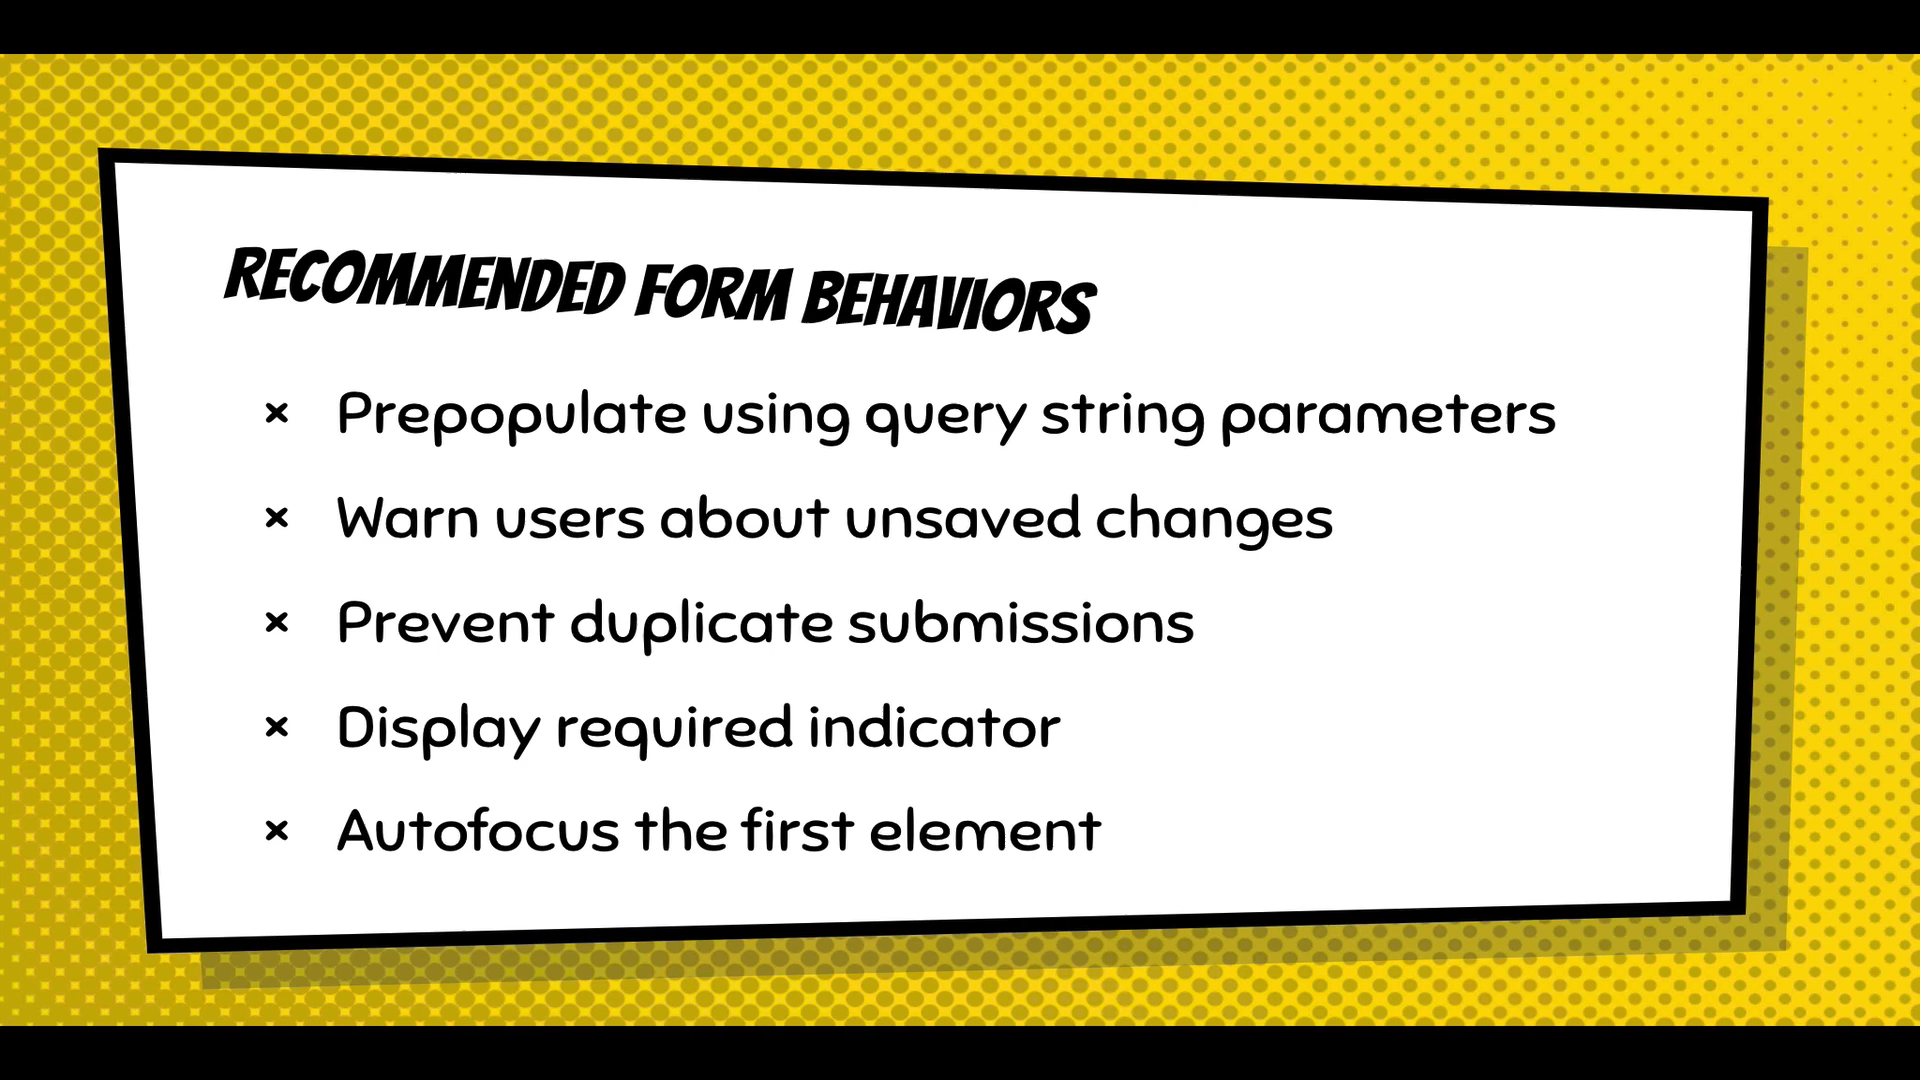 RECOMMENDED FORM BEHAVIORS
× Prepopulate using query string parameters
× Warn users about unsaved changes
× Prevent duplicate submissions
× Display required indicator
× Autofocus the first element